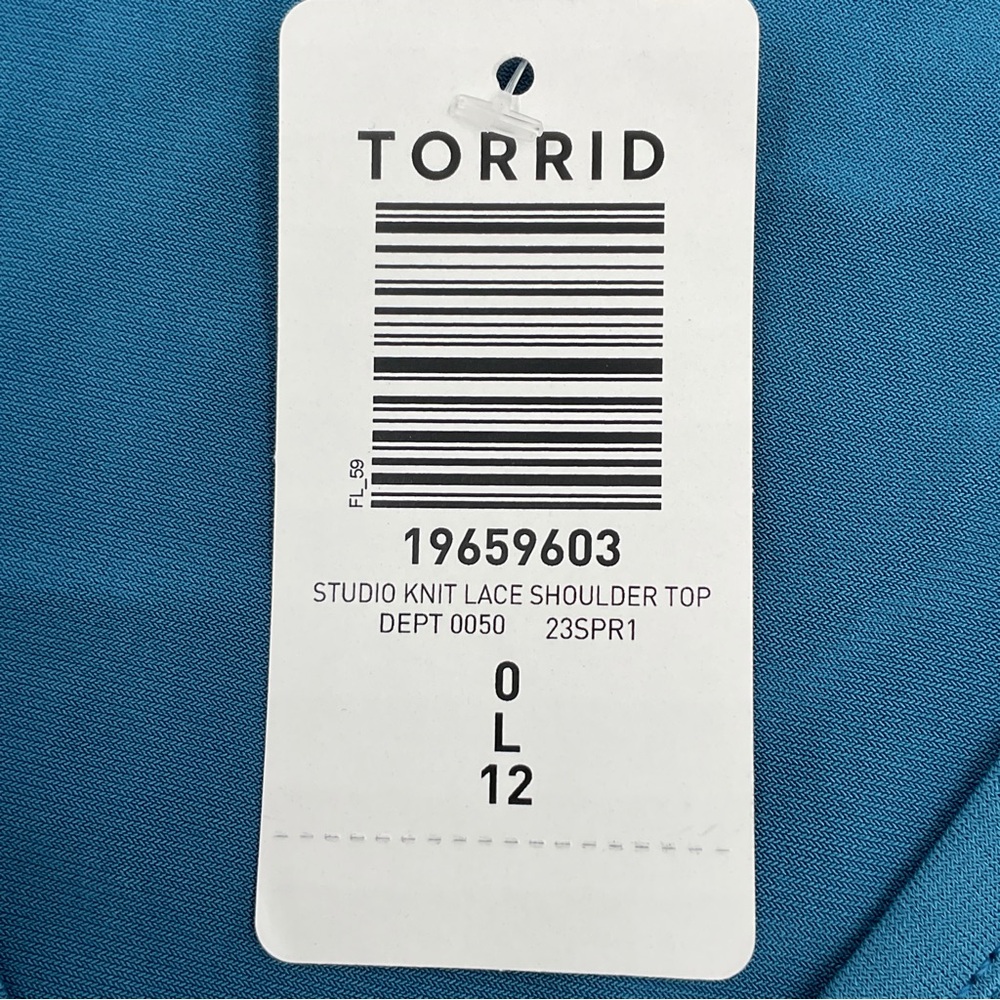 TORRID
FL_59
19659603
STUDIO KNIT LACE SHOULDER TOP
DEPT 0050 23SPR1
0
L
12